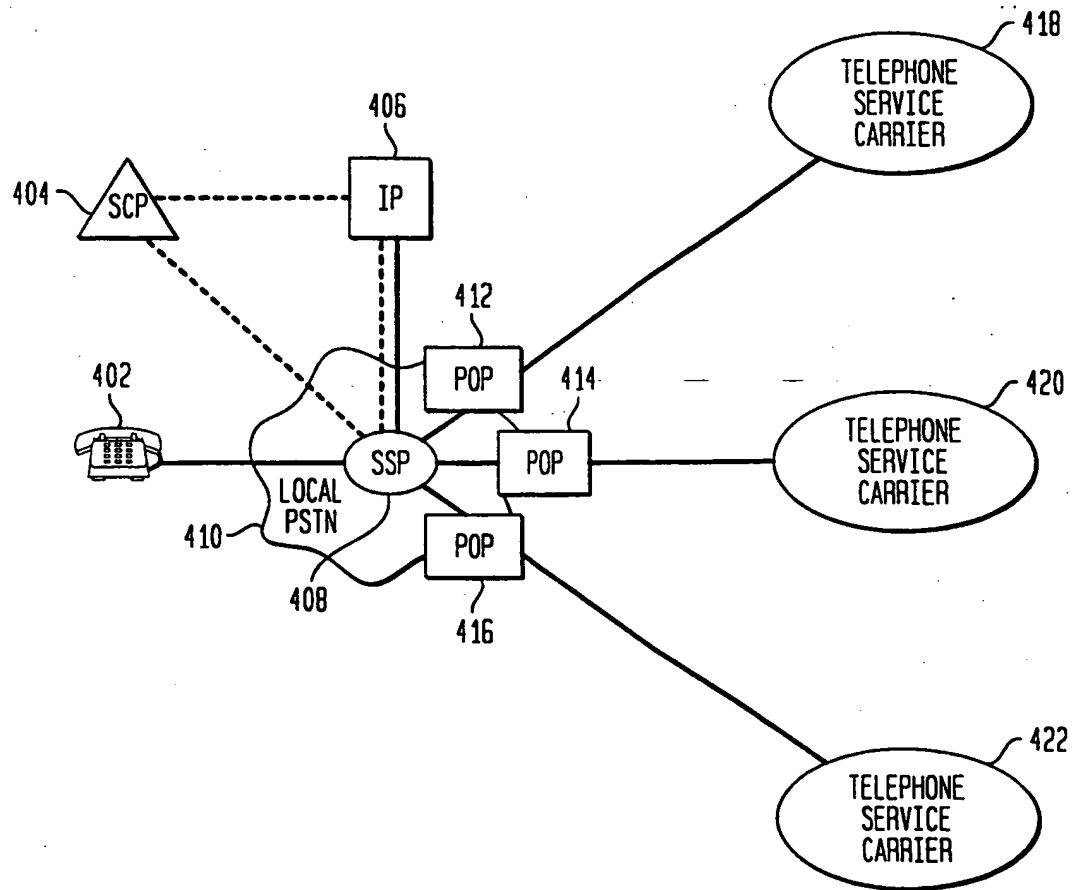 418
TELEPHONE
SERVICE
CARRIER
406
404
SCP
IP
412
POP
402
414
420
SSP
POP
TELEPHONE
SERVICE
CARRIER
LOCAL
PSTN
410
POP
408
416
422
TELEPHONE
SERVICE
CARRIER